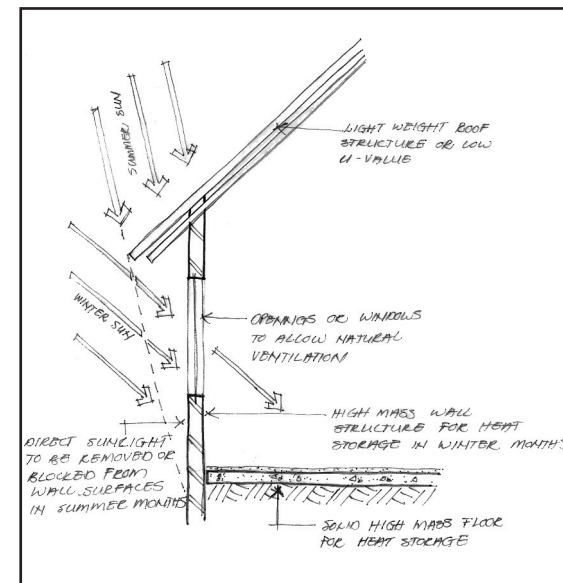 SUMMER SUN
LIGHT WEIGHT ROOF
STRUCTURE OR LOW
U-VALUE
WINTER SUN
OPENINGS OR WINDOWS
TO ALLOW NATURAL
VENTILATION
HIGH MASS WALL
STRUCTURE FOR HEAT
STORAGE IN WINTER MONTHS
DIRECT SUNLIGHT
TO BE REMOVED OR
BLOCKED FROM
WALL SURFACES
IN SUMMER MONTHS
SOLID HIGH MASS FLOOR
FOR HEAT STORAGE